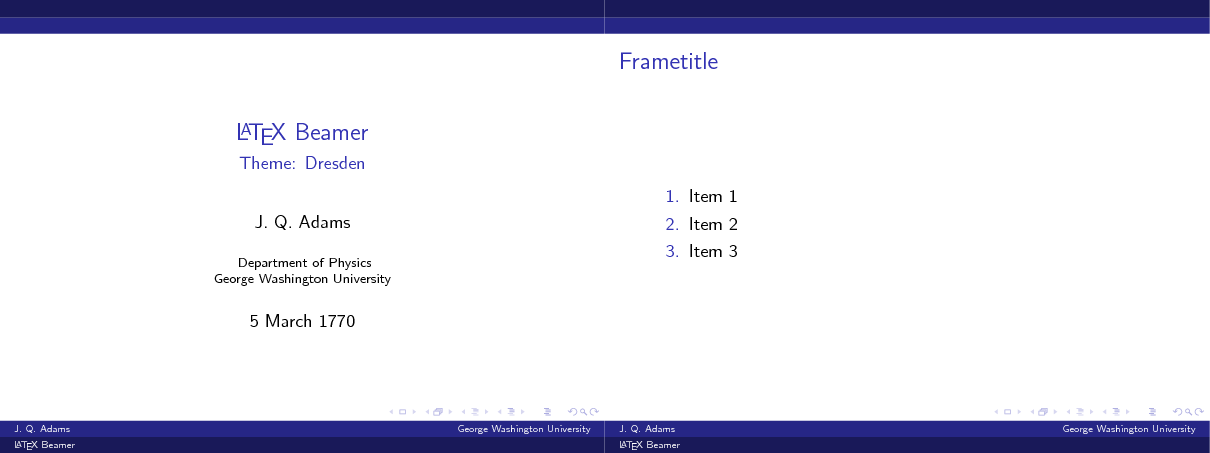 LATEX Beamer
Theme: Dresden
J. Q. Adams
Department of Physics
George Washington University
5 March 1770
J. Q. Adams George Washington University
LATEX Beamer
Frametitle
1. Item 1
2. Item 2
3. Item 3
J. Q. Adams George Washington University
LATEX Beamer